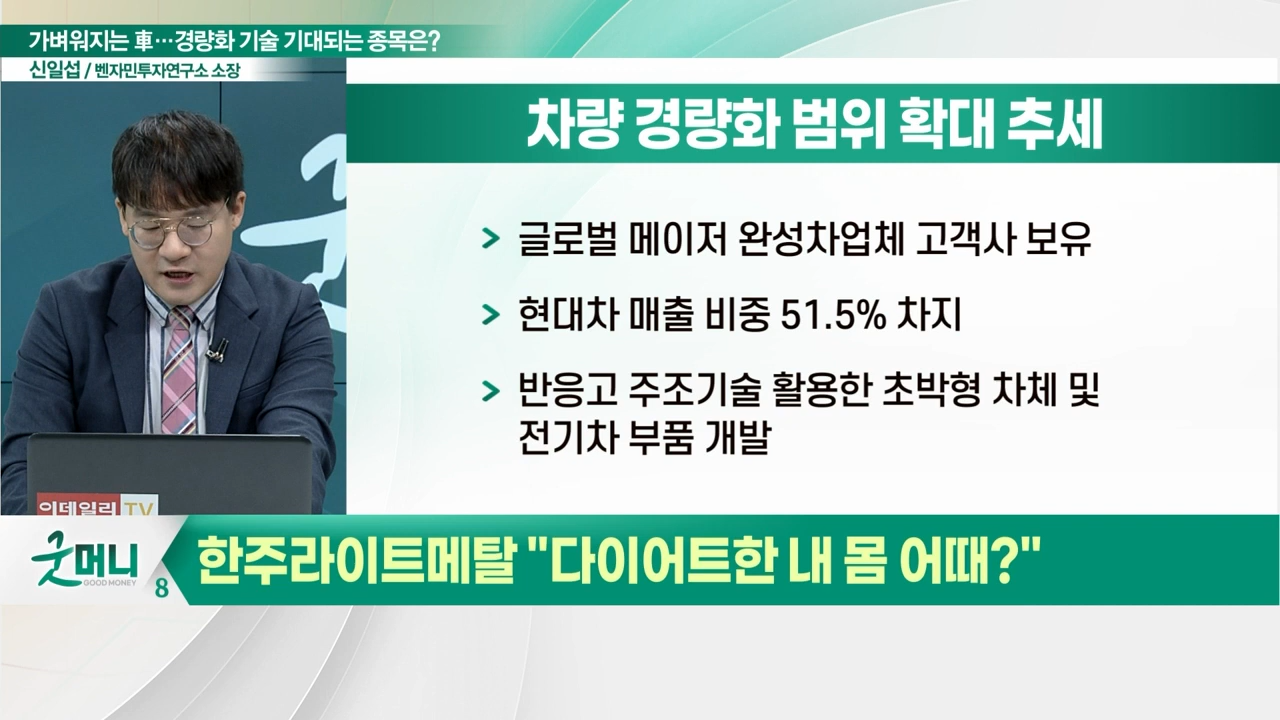 가벼워지는 車…경량화 기술 기대되는 종목은?
신일섭 / 벤자민투자연구소 소장
차량 경량화 범위 확대 추세
> 글로벌 메이저 완성차업체 고객사 보유
> 현대차 매출 비중 51.5% 차지
> 반응고 주조기술 활용한 초박형 차체 및
전기차 부품 개발
이데일리 TV
굿머니
GOOD MONEY
8
한주라이트메탈 "다이어트한 내 몸 어때?"